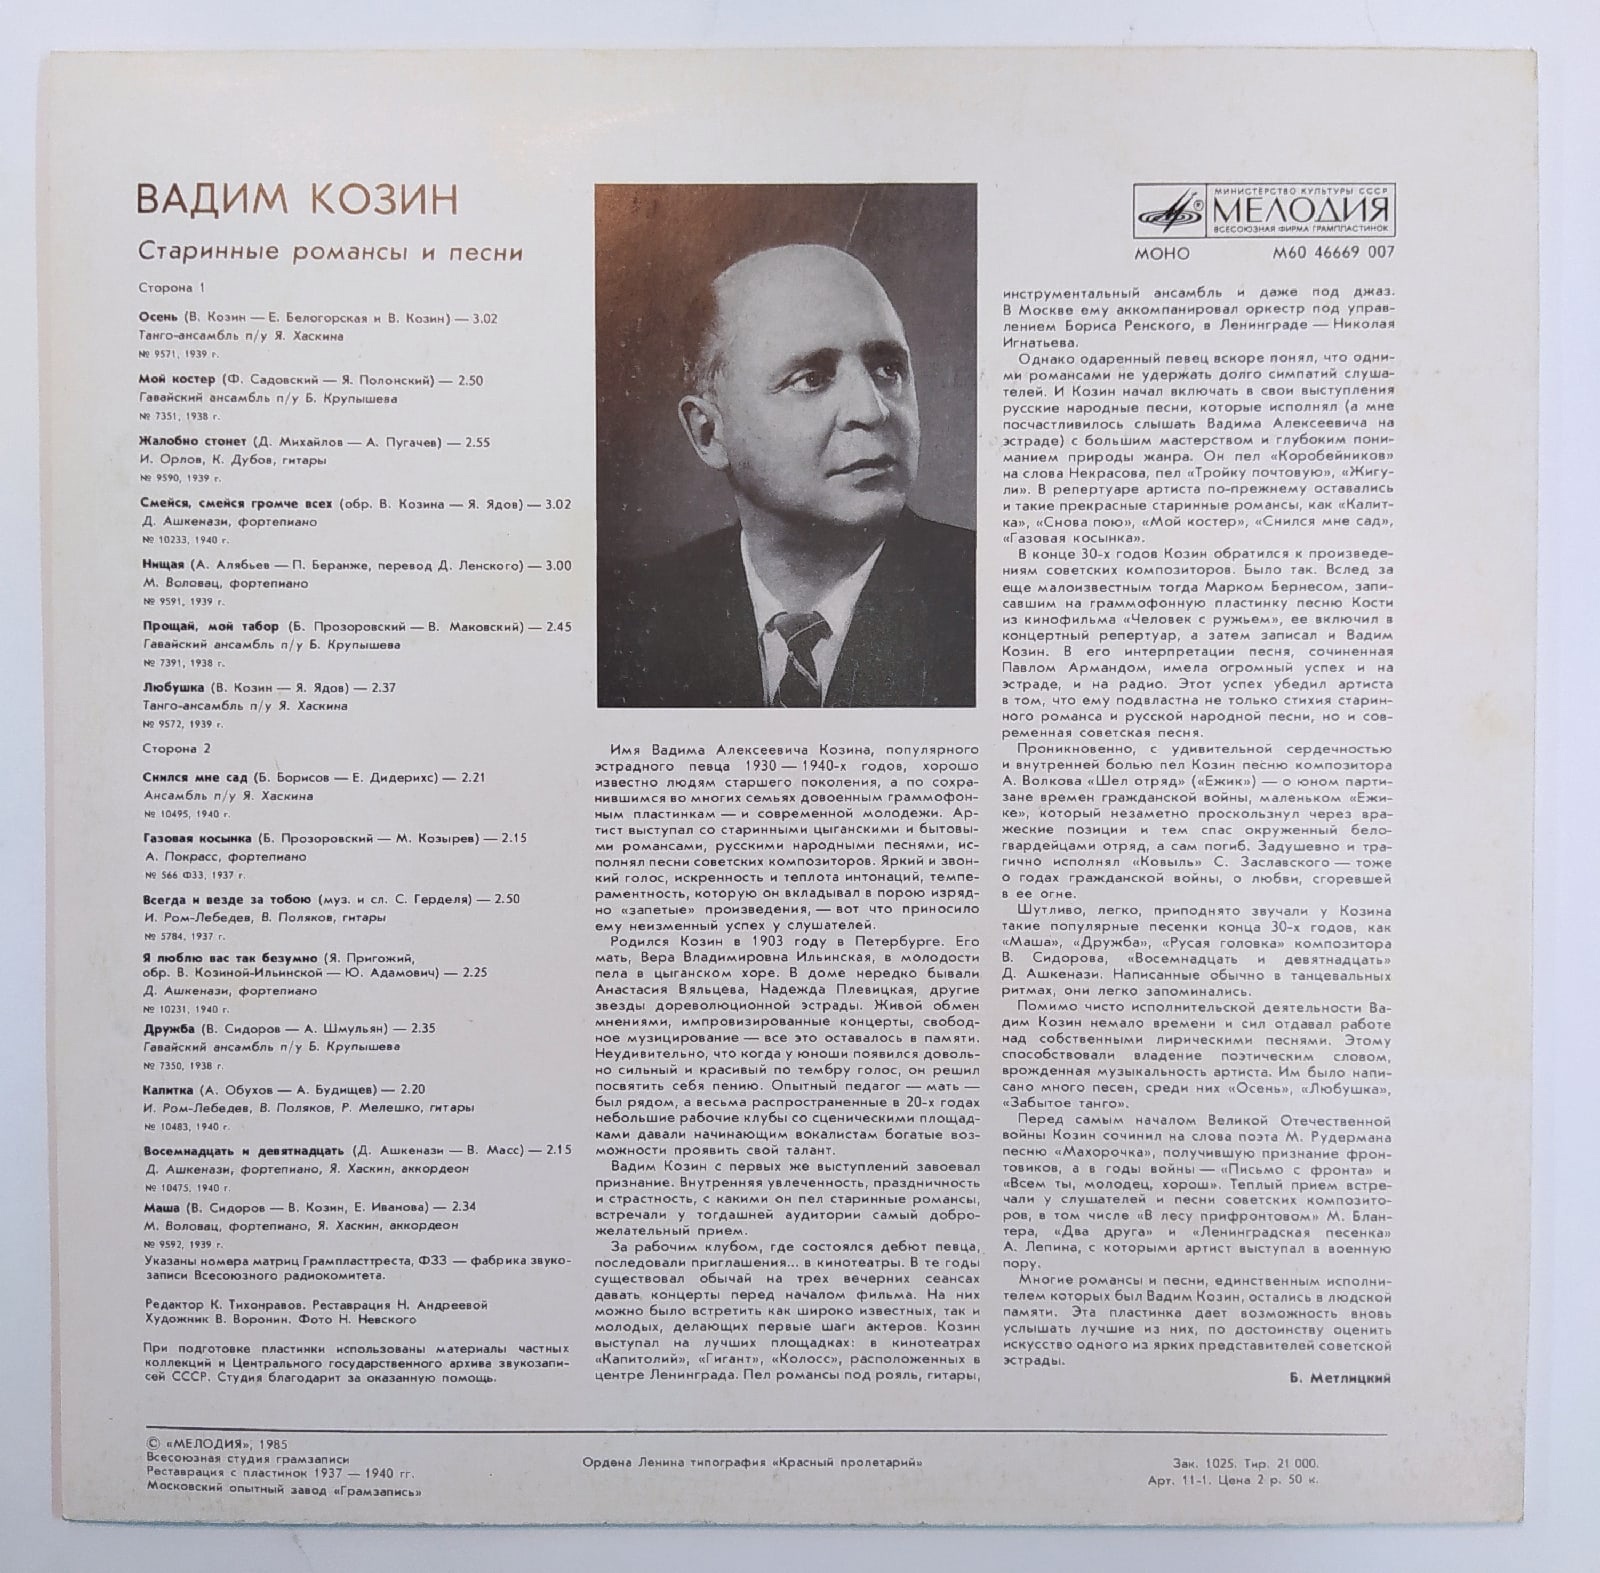 ВАДИМ КОЗИН
Старинные романсы и песни
Сторона 1
Осень (В. Козин — Е. Белогорская и В. Козин) — 3.02
Танго-ансамбль п/у Я. Хаскина
№ 9571, 1939 г.
Мой костер (Ф. Садовский — Я. Полонский) — 2.50
Гавайский ансамбль п/у Б. Крупышева
№ 7351, 1938 г.
Жалобно стонет (Д. Михайлов — А. Пугачев) — 2.55
И. Орлов, К. Дубов, гитары
№ 9590, 1939 г.
Смейся, смейся громче всех (обр. В. Козина — Я. Ядов) — 3.02
Д. Ашкенази, фортепиано
№ 10233, 1940 г.
Нищая (А. Алябьев — П. Беранже, перевод Д. Ленского) — 3.00
М. Воловац, фортепиано
№ 9591, 1939 г.
Прощай, мой табор (Б. Прозоровский — В. Маковский) — 2.45
Гавайский ансамбль п/у Б. Крупышева
№ 7391, 1938 г.
Любушка (В. Козин — Я. Ядов) — 2.37
Танго-ансамбль п/у Я. Хаскина
№ 9572, 1939 г.
Сторона 2
Снился мне сад (Б. Борисов — Е. Дидерихс) — 2.21
Ансамбль п/у Я. Хаскина
№ 10495, 1940 г.
Газовая косынка (Б. Прозоровский — М. Козырев) — 2.15
А. Покрасс, фортепиано
№ 566 ФЗЗ, 1937 г.
Всегда и везде за тобою (муз. и сл. С. Герделя) — 2.50
И. Ром-Лебедев, В. Поляков, гитары
№ 5784, 1937 г.
Я люблю вас так безумно (Я. Пригожий,
обр. В. Козиной-Ильинской — Ю. Адамович) — 2.25
Д. Ашкенази, фортепиано
№ 10231, 1940 г.
Дружба (В. Сидоров — А. Шмульян) — 2.35
Гавайский ансамбль п/у Б. Крупышева
№ 7350, 1938 г.
Калитка (А. Обухов — А. Будищев) — 2.20
И. Ром-Лебедев, В. Поляков, Р. Мелешко, гитары
№ 10483, 1940 г.
Восемнадцать и девятнадцать (Д. Ашкенази — В. Масс) — 2.15
Д. Ашкенази, фортепиано, Я. Хаскин, аккордеон
№ 10475, 1940 г.
Маша (В. Сидоров — В. Козин, Е. Иванова) — 2.34
М. Воловац, фортепиано, Я. Хаскин, аккордеон
№ 9592, 1939 г.
Указаны номера матриц Грампласттреста, ФЗЗ — фабрика звуко-
записи Всесоюзного радиокомитета.
Редактор К. Тихонравов. Реставрация Н. Андреевой
Художник В. Воронин. Фото Н. Невского
При подготовке пластинки использованы материалы частных
коллекций и Центрального государственного архива звукозапи-
сей СССР. Студия благодарит за оказанную помощь.
Имя Вадима Алексеевича Козина, популярного
эстрадного певца 1930 — 1940-х годов, хорошо
известно людям старшего поколения, а по сохра-
нившимся во многих семьях довоенным граммофон-
ным пластинкам — и современной молодежи. Ар-
тист выступал со старинными цыганскими и бытовы-
ми романсами, русскими народными песнями, ис-
полнял песни советских композиторов. Яркий и звон-
кий голос, искренность и теплота интонаций, темпе-
раментность, которую он вкладывал в порою изряд-
но «запетые» произведения, — вот что приносило
ему неизменный успех у слушателей.
Родился Козин в 1903 году в Петербурге. Его
мать, Вера Владимировна Ильинская, в молодости
пела в цыганском хоре. В доме нередко бывали
Анастасия Вяльцева, Надежда Плевицкая, другие
звезды дореволюционной эстрады. Живой обмен
мнениями, импровизированные концерты, свобод-
ное музицирование — все это оставалось в памяти.
Неудивительно, что когда у юноши появился доволь-
но сильный и красивый по тембру голос, он решил
посвятить себя пению. Опытный педагог — мать —
был рядом, а весьма распространенные в 20-х годах
небольшие рабочие клубы со сценическими площад-
ками давали начинающим вокалистам богатые воз-
можности проявить свой талант.
Вадим Козин с первых же выступлений завоевал
признание. Внутренняя увлеченность, праздничность
и страстность, с какими он пел старинные романсы,
встречали у тогдашней аудитории самый добро-
желательный прием.
За рабочим клубом, где состоялся дебют певца,
последовали приглашения... в кинотеатры. В те годы
существовал обычай на трех вечерних сеансах
давать концерты перед началом фильма. На них
можно было встретить как широко известных, так и
молодых, делающих первые шаги актеров. Козин
выступал на лучших площадках: в кинотеатрах
«Капитолий», «Гигант», «Колосс», расположенных в
центре Ленинграда. Пел романсы под рояль, гитары,
МИНИСТЕРСТВО КУЛЬТУРЫ СССР
МЕЛОДИЯ
ВСЕСОЮЗНАЯ ФИРМА ГРАМПЛАСТИНОК
МОНО М60 46669 007
инструментальный ансамбль и даже под джаз.
В Москве ему аккомпанировал оркестр под управ-
лением Бориса Ренского, в Ленинграде — Николая
Игнатьева.
Однако одаренный певец вскоре понял, что одни-
ми романсами не удержать долго симпатий слуша-
телей. И Козин начал включать в свои выступления
русские народные песни, которые исполнял (а мне
посчастливилось слышать Вадима Алексеевича на
эстраде) с большим мастерством и глубоким пони-
манием природы жанра. Он пел «Коробейников»
на слова Некрасова, пел «Тройку почтовую», «Жигу-
ли». В репертуаре артиста по-прежнему оставались
и такие прекрасные старинные романсы, как «Калит-
ка», «Снова пою», «Мой костер», «Снился мне сад»,
«Газовая косынка».
В конце 30-х годов Козин обратился к произведе-
ниям советских композиторов. Было так. Вслед за
еще малоизвестным тогда Марком Бернесом, запи-
савшим на граммофонную пластинку песню Кости
из кинофильма «Человек с ружьем», ее включил в
концертный репертуар, а затем записал и Вадим
Козин. В его интерпретации песня, сочиненная
Павлом Армандом, имела огромный успех и на
эстраде, и на радио. Этот успех убедил артиста
в том, что ему подвластна не только стихия старин-
ного романса и русской народной песни, но и сов-
ременная советская песня.
Проникновенно, с удивительной сердечностью
и внутренней болью пел Козин песню композитора
А. Волкова «Шел отряд» («Ежик») — о юном парти-
зане времен гражданской войны, маленьком «Ежи-
ке», который незаметно проскользнул через вра-
жеские позиции и тем спас окруженный бело-
гвардейцами отряд, а сам погиб. Задушевно и тра-
гично исполнял «Ковыль» С. Заславского — тоже
о годах гражданской войны, о любви, сгоревшей
в ее огне.
Шутливо, легко, приподнято звучали у Козина
такие популярные песенки конца 30-х годов, как
«Маша», «Дружба», «Русая головка» композитора
В. Сидорова, «Восемнадцать и девятнадцать»
Д. Ашкенази. Написанные обычно в танцевальных
ритмах, они легко запоминались.
Помимо чисто исполнительской деятельности Ва-
дим Козин немало времени и сил отдавал работе
над собственными лирическими песнями. Этому
способствовали владение поэтическим словом,
врожденная музыкальность артиста. Им было напи-
сано много песен, среди них «Осень», «Любушка»,
«Забытое танго».
Перед самым началом Великой Отечественной
войны Козин сочинил на слова поэта М. Рудермана
песню «Махорочка», получившую признание фрон-
товиков, а в годы войны — «Письмо с фронта» и
«Всем ты, молодец, хорош». Теплый прием встре-
чали у слушателей и песни советских композито-
ров, в том числе «В лесу прифронтовом» М. Блан-
тера, «Два друга» и «Ленинградская песенка»
А. Лепина, с которыми артист выступал в военную
пору.
Многие романсы и песни, единственным исполни-
телем которых был Вадим Козин, остались в людской
памяти. Эта пластинка дает возможность вновь
услышать лучшие из них, по достоинству оценить
искусство одного из ярких представителей советской
эстрады.
Б. Метлицкий
© «МЕЛОДИЯ», 1985
Всесоюзная студия грамзаписи
Реставрация с пластинок 1937 — 1940 гг.
Московский опытный завод «Грамзапись»
Ордена Ленина типография «Красный пролетарий»
Зак. 1025. Тир. 21 000.
Арт. 11-1. Цена 2 р. 50 к.